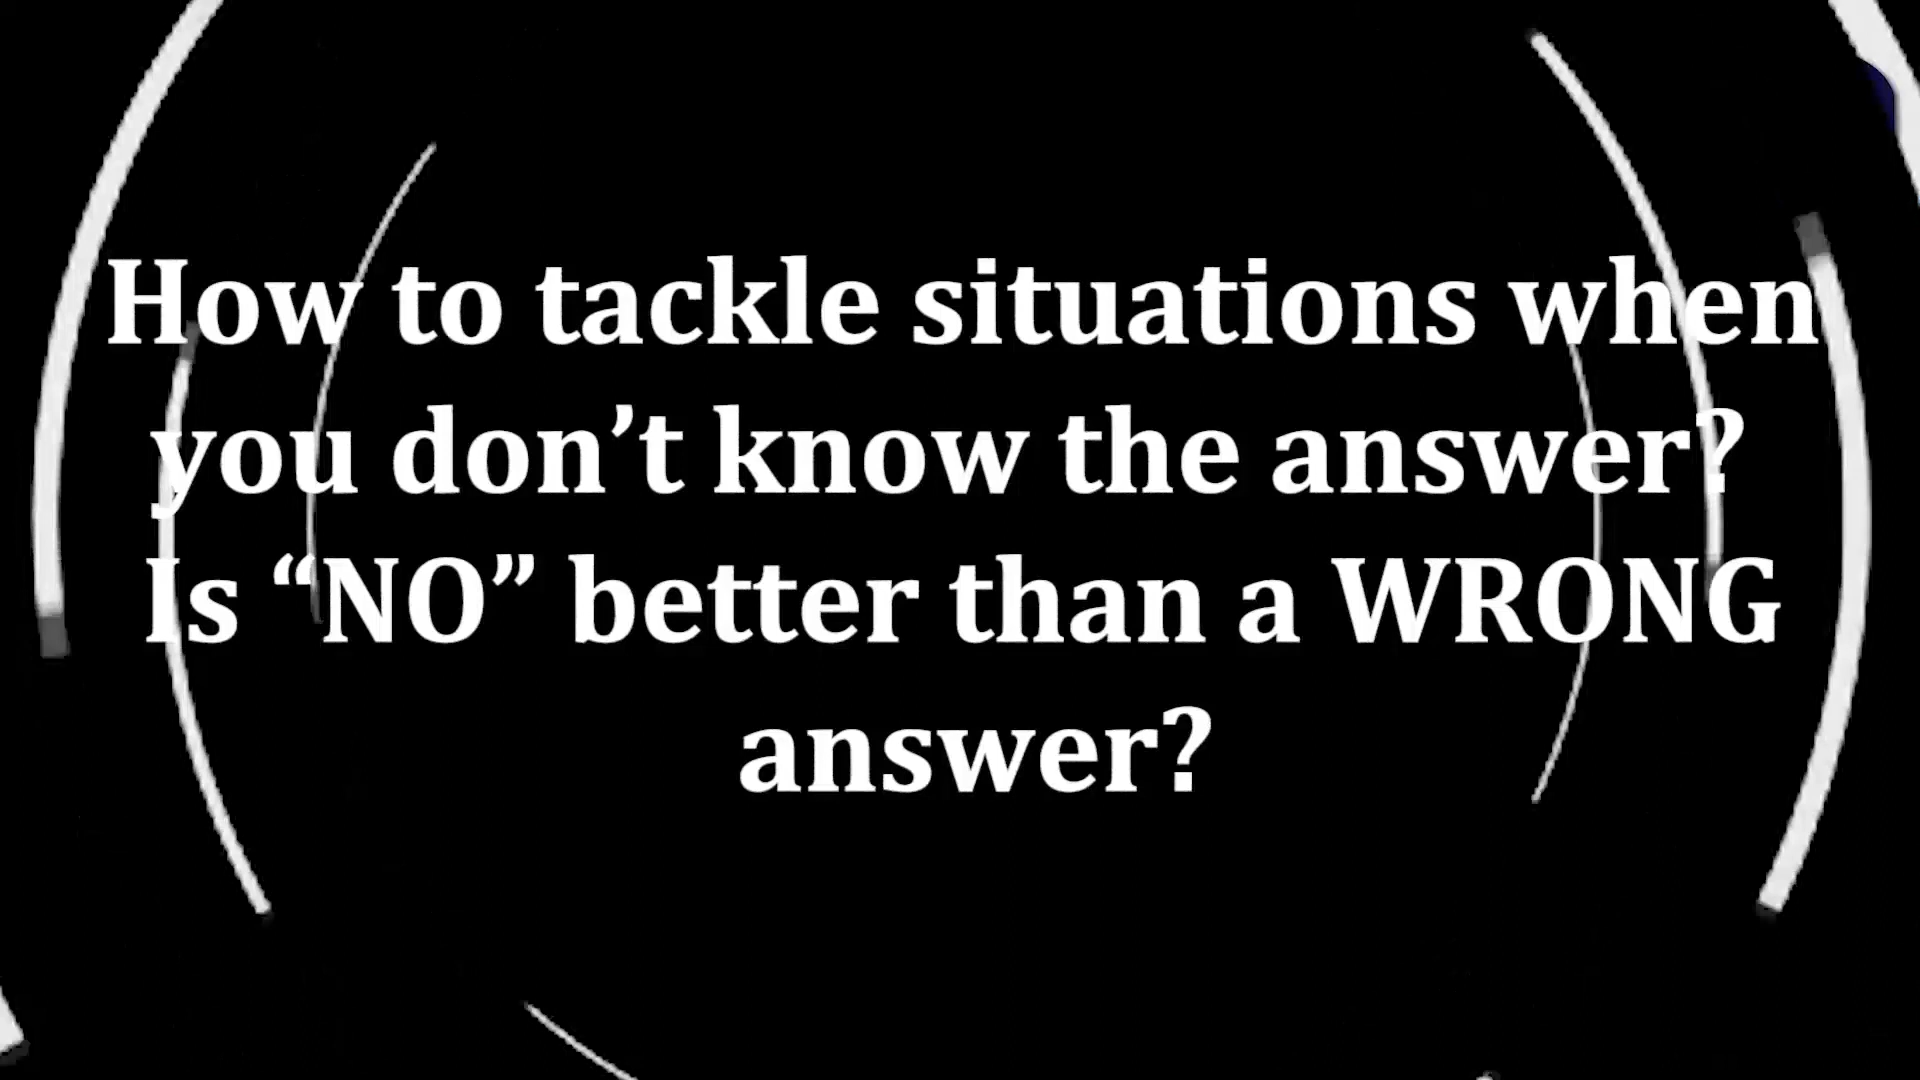 How to tackle situations when
you don’t know the answer?
Is “NO” better than a WRONG
answer?